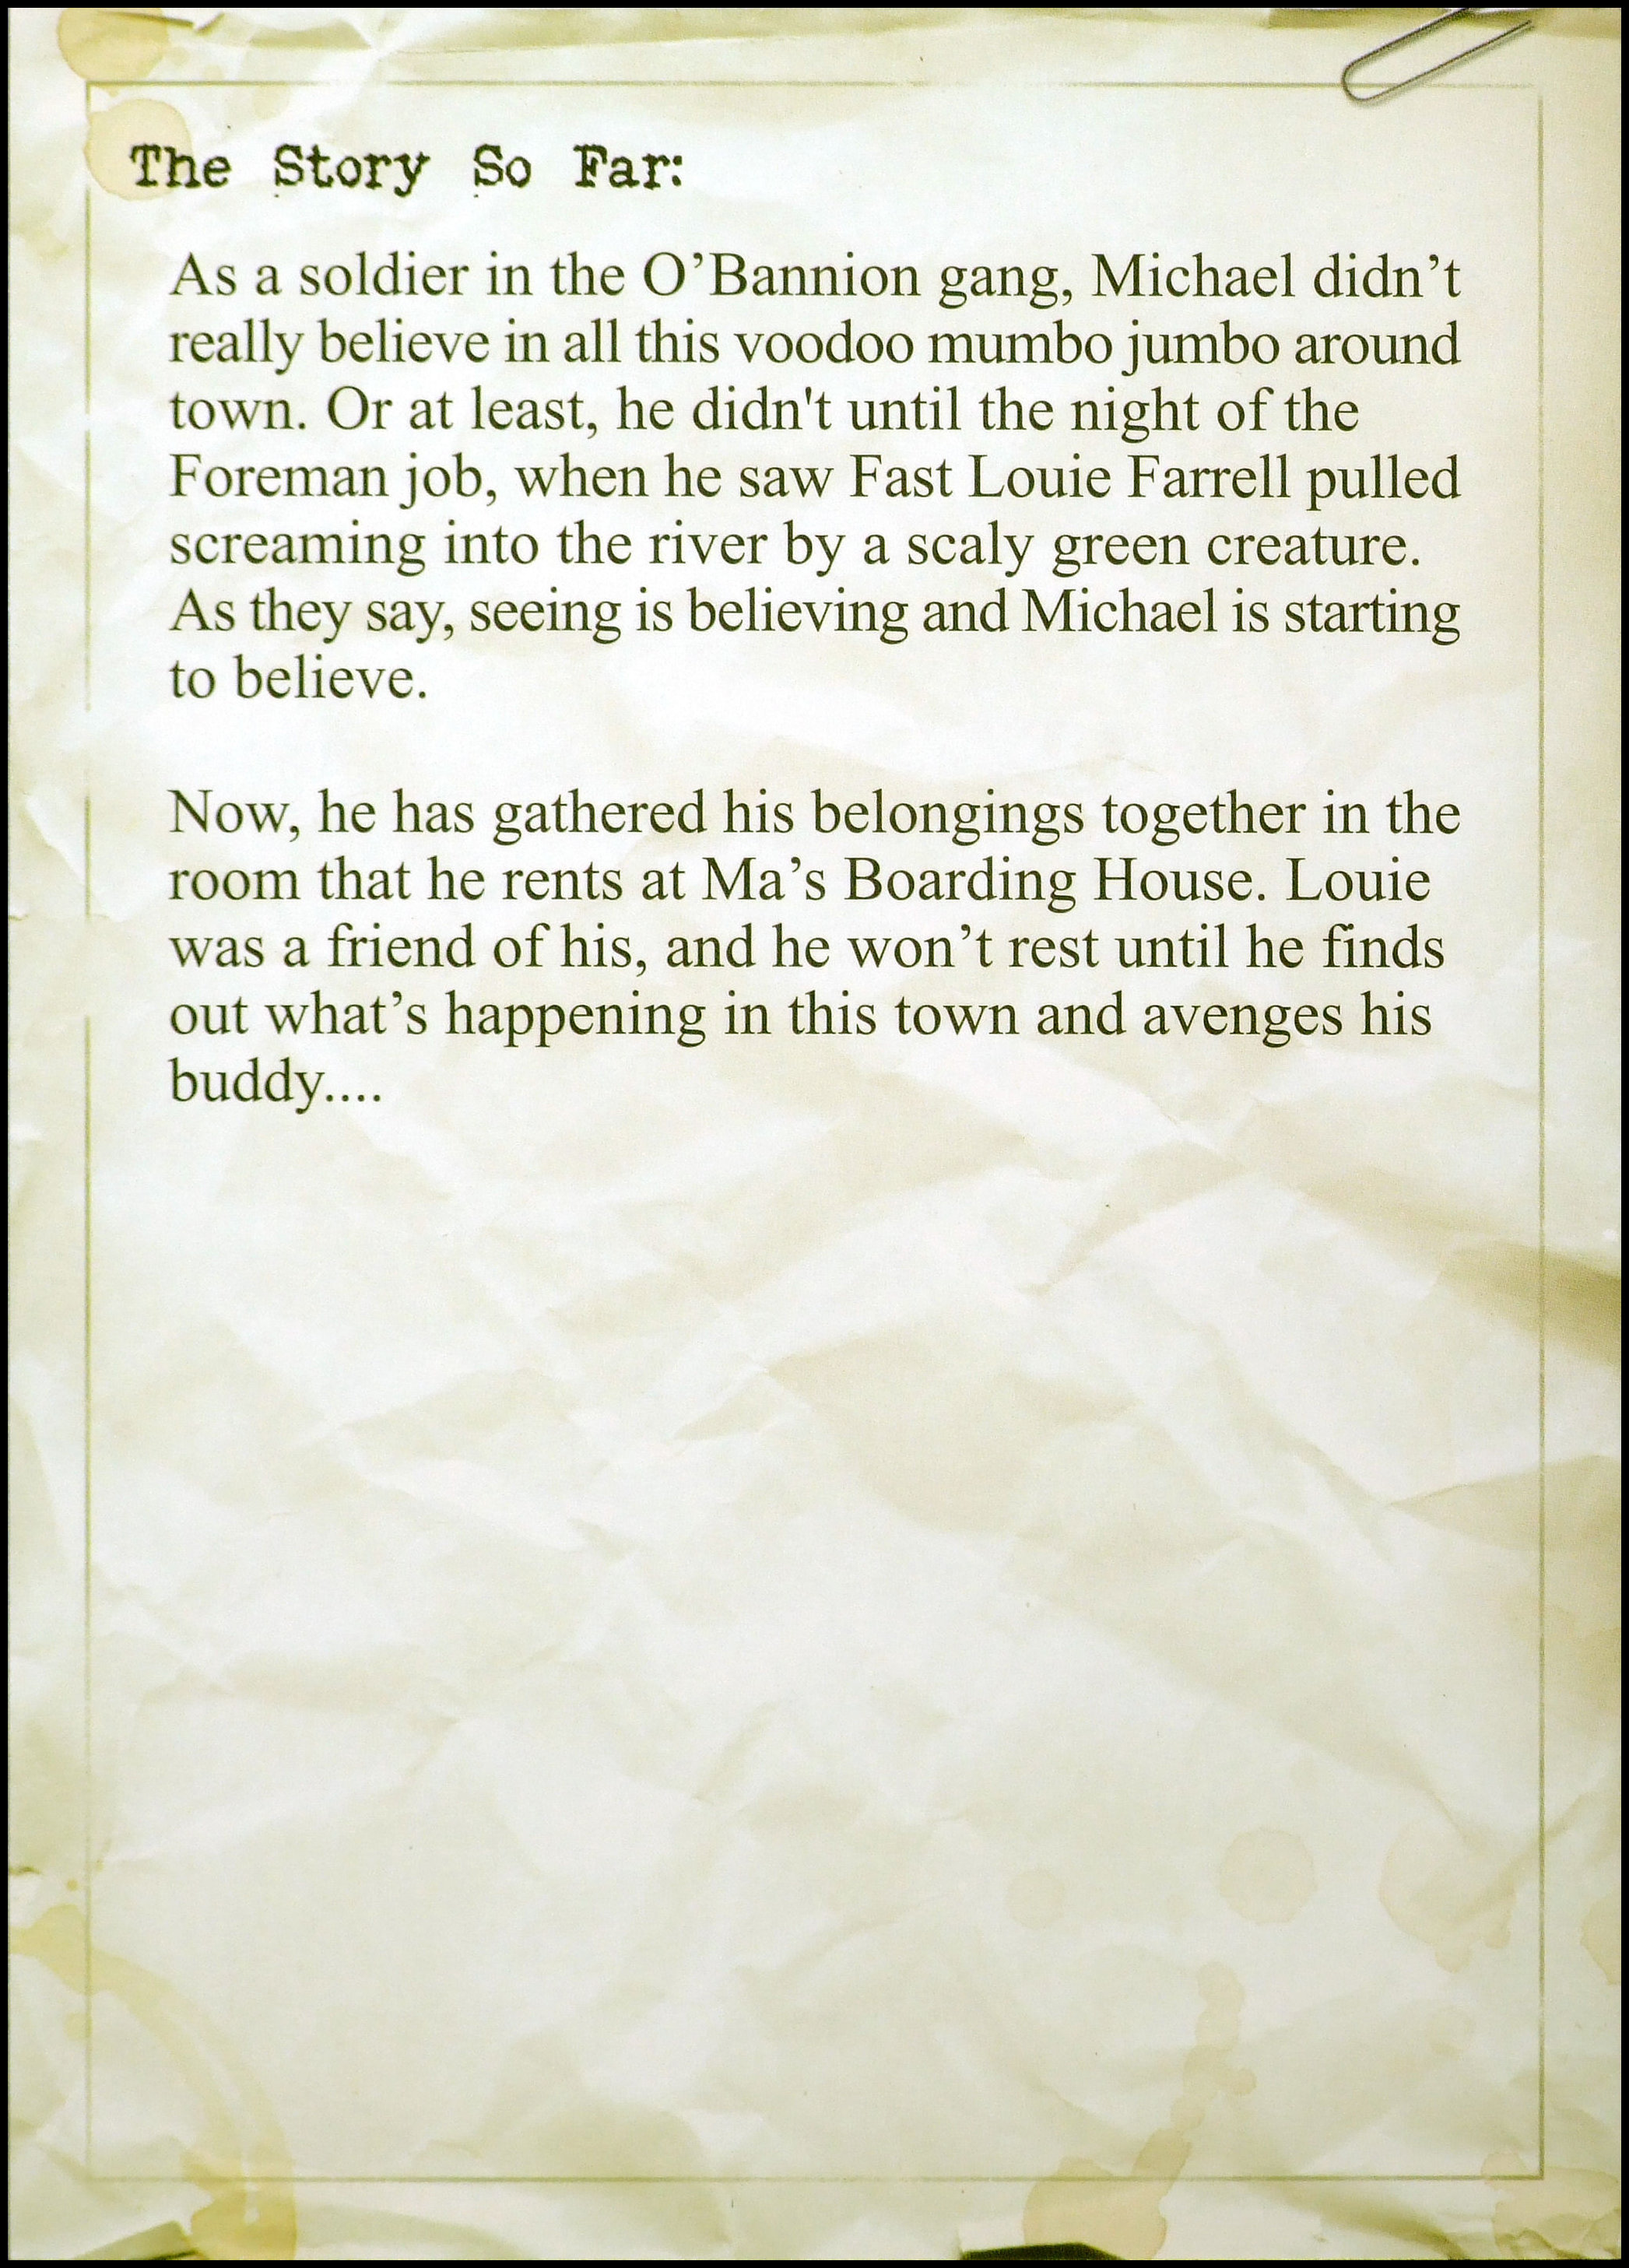 The Story So Far:
As a soldier in the O’Bannion gang, Michael didn’t
really believe in all this voodoo mumbo jumbo around
town. Or at least, he didn't until the night of the
Foreman job, when he saw Fast Louie Farrell pulled
screaming into the river by a scaly green creature.
As they say, seeing is believing and Michael is starting
to believe.
Now, he has gathered his belongings together in the
room that he rents at Ma’s Boarding House. Louie
was a friend of his, and he won’t rest until he finds
out what’s happening in this town and avenges his
buddy....